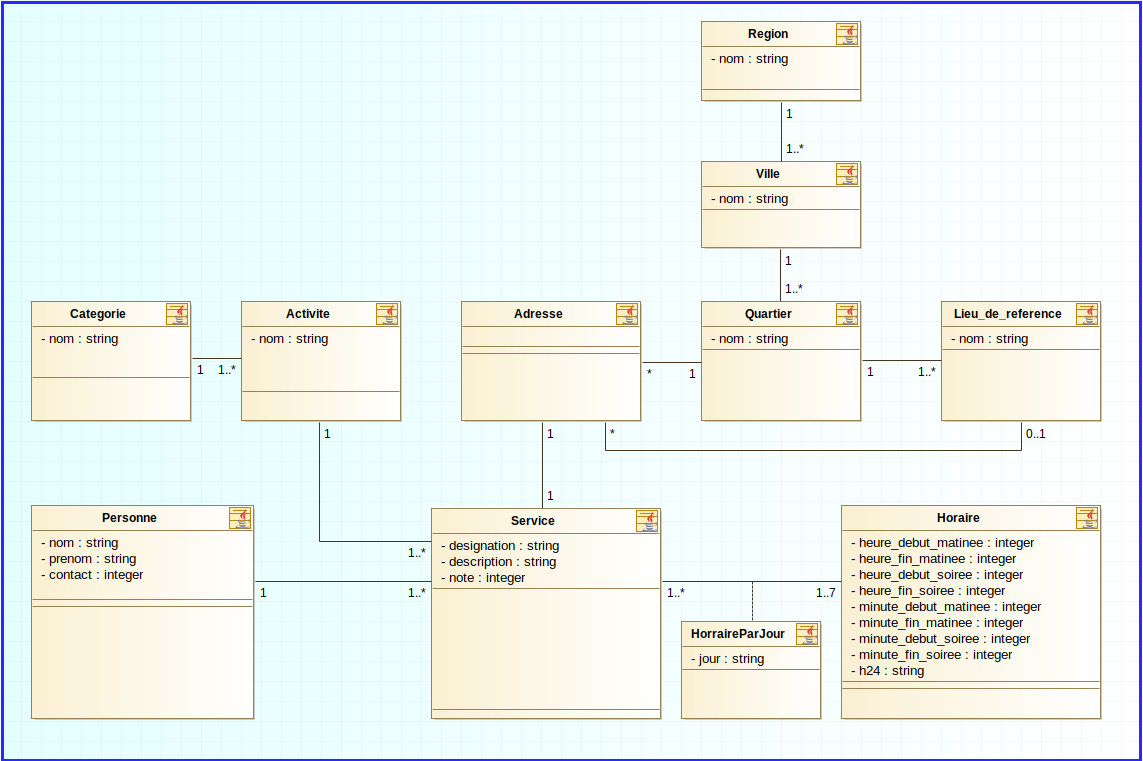 Region
- nom : string
1
1..*
Ville
- nom : string
1
1..*
Categorie
- nom : string
1
1..*
Activite
- nom : string
Adresse
*
1
Quartier
- nom : string
1
1..*
Lieu_de_reference
- nom : string
1
1
*
0..1
1
Personne
- nom : string
- prenom : string
- contact : integer
1
1..*
1..*
Service
- designation : string
- description : string
- note : integer
1..*
1..7
HorraireParJour
- jour : string
Horaire
- heure_debut_matinee : integer
- heure_fin_matinee : integer
- heure_debut_soiree : integer
- heure_fin_soiree : integer
- minute_debut_matinee : integer
- minute_fin_matinee : integer
- minute_debut_soiree : integer
- minute_fin_soiree : integer
- h24 : string